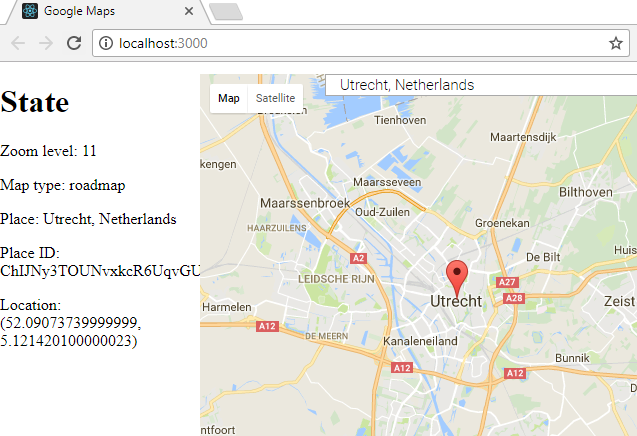 Google Maps
localhost:3000
State
Zoom level: 11
Map type: roadmap
Place: Utrecht, Netherlands
Place ID:
ChIJNy3TOUNvxkcR6UqvGU
Location:
(52.09073739999999,
5.121420100000023)
Map Satellite
Utrecht, Netherlands
Tienhoven
Maartensdijk
kengen
Maarsseveen
Bilthoven
Maarssenbroek
Oud-Zuilen
Groenekan
HAARZUILENS
A2
De Bilt
LEIDSCHE RIJN
A27
Utrecht
A28
Zeist
Harmelen
A12
DE MEERN
Kanaleneiland
Bunnik
A12
A12
ntfoort